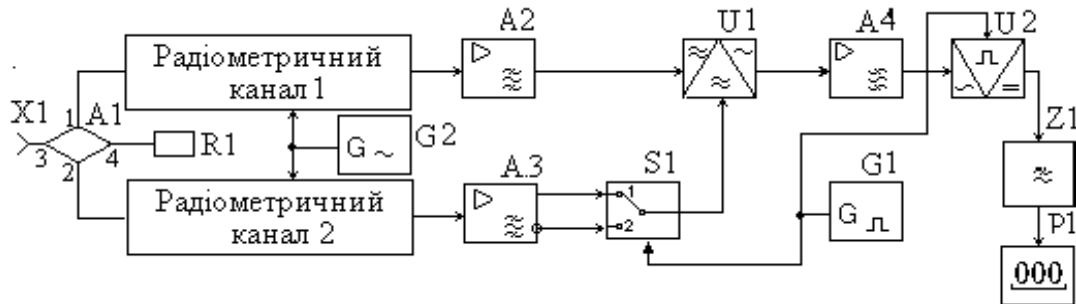 A2
U1
A4
U2
Радіометричний
канал 1
X1
1
A1
3
4
2
R1
G ~
G2
Z1
A.3
S1
G1
1
2
G
Радіометричний
канал 2
P1
000